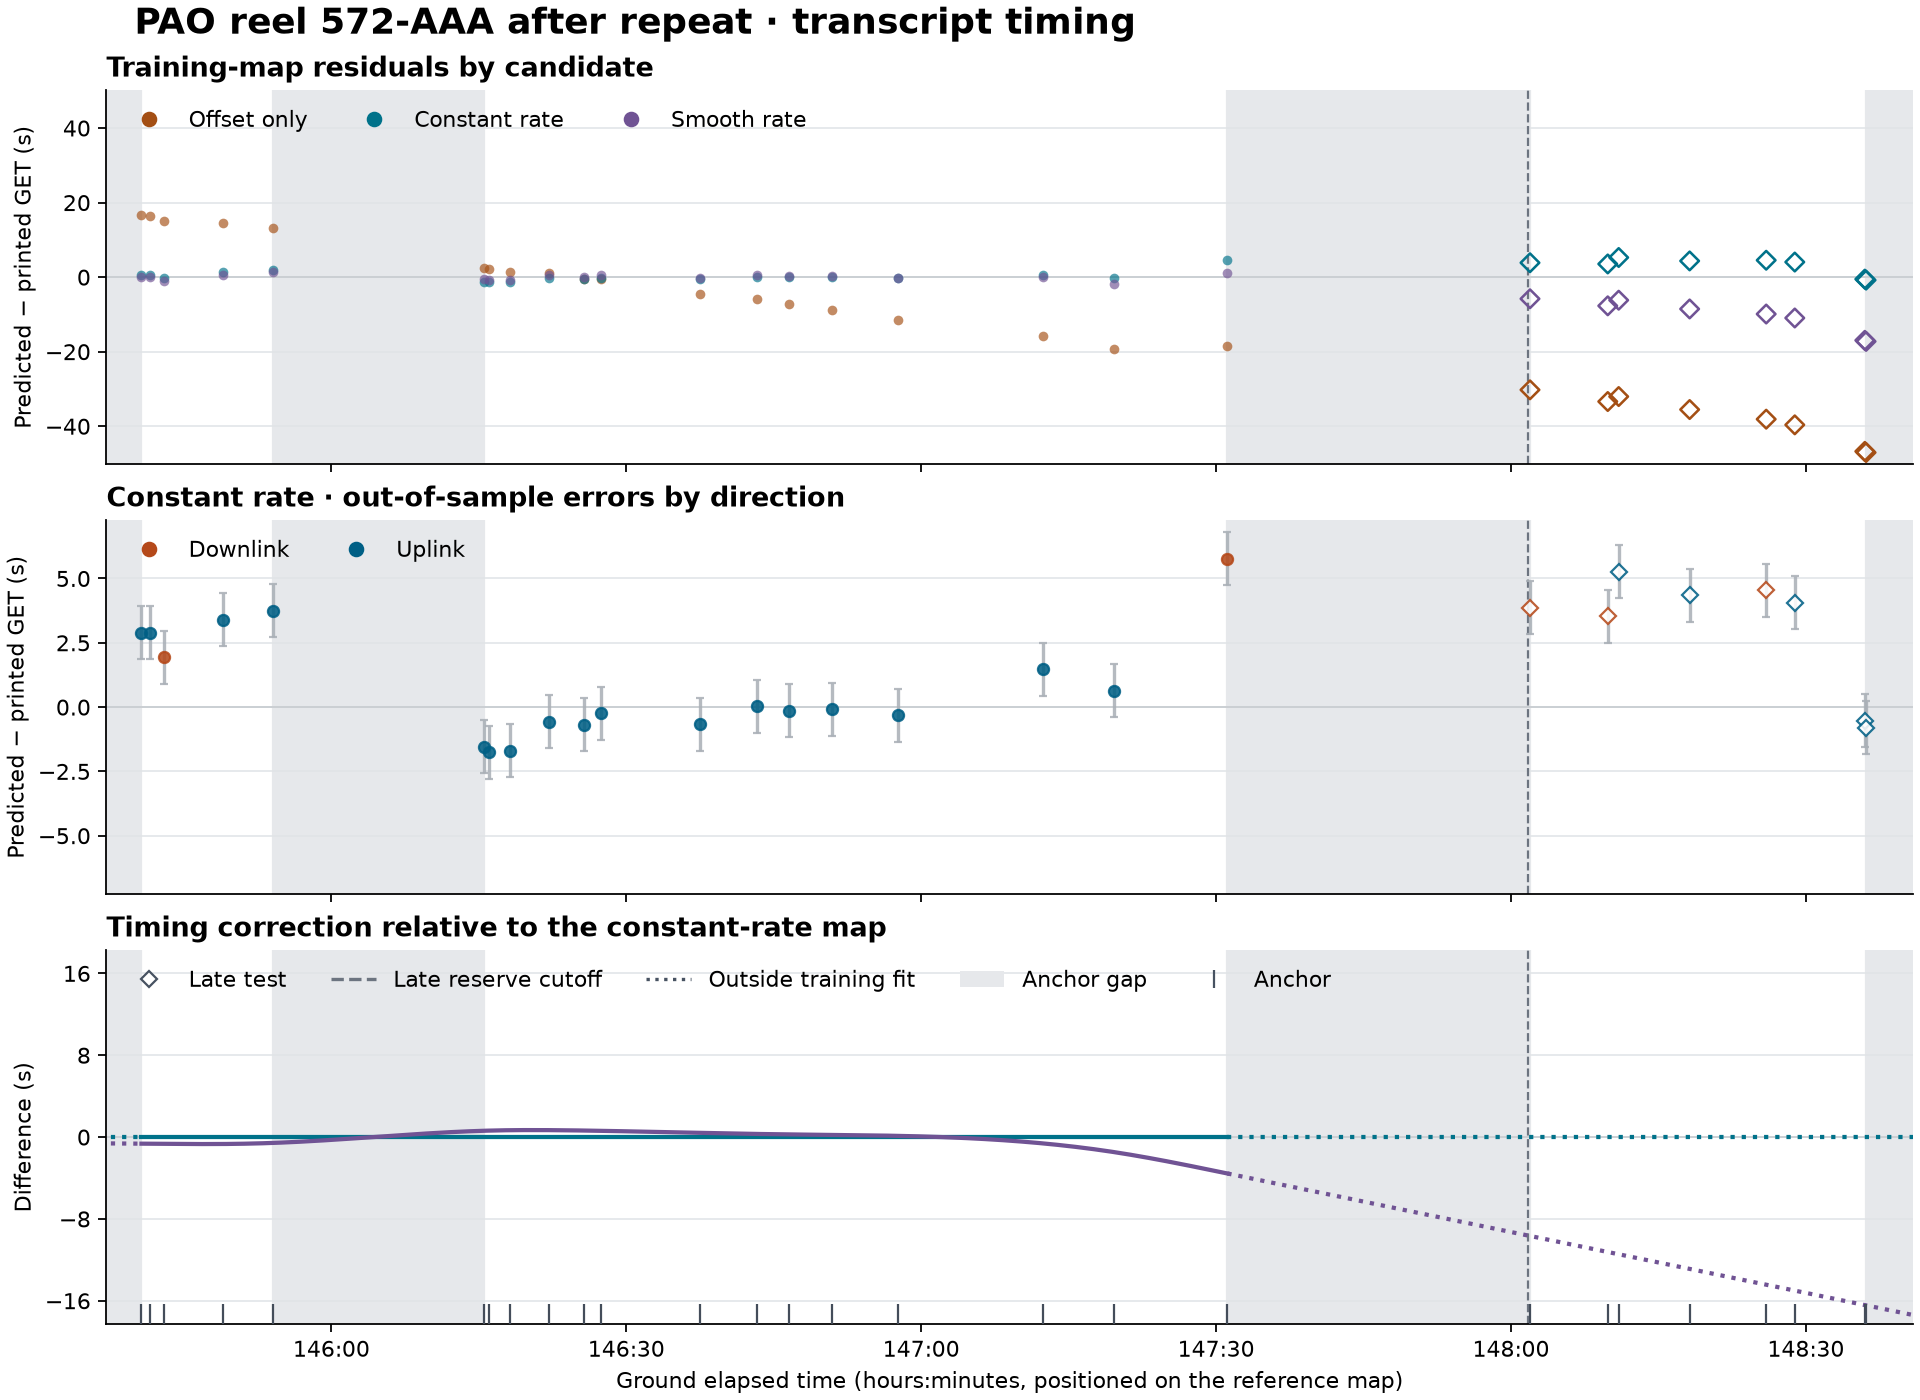 PAO reel 572-AAA after repeat · transcript timing
Training-map residuals by candidate
Offset only
Constant rate
Smooth rate
Predicted − printed GET (s)
40
20
0
−20
−40
Constant rate · out-of-sample errors by direction
Downlink
Uplink
Predicted − printed GET (s)
5.0
2.5
0.0
−2.5
−5.0
Timing correction relative to the constant-rate map
Late test
Late reserve cutoff
Outside training fit
Anchor gap
Anchor
Difference (s)
16
8
0
−8
−16
146:00
146:30
147:00
147:30
148:00
148:30
Ground elapsed time (hours:minutes, positioned on the reference map)